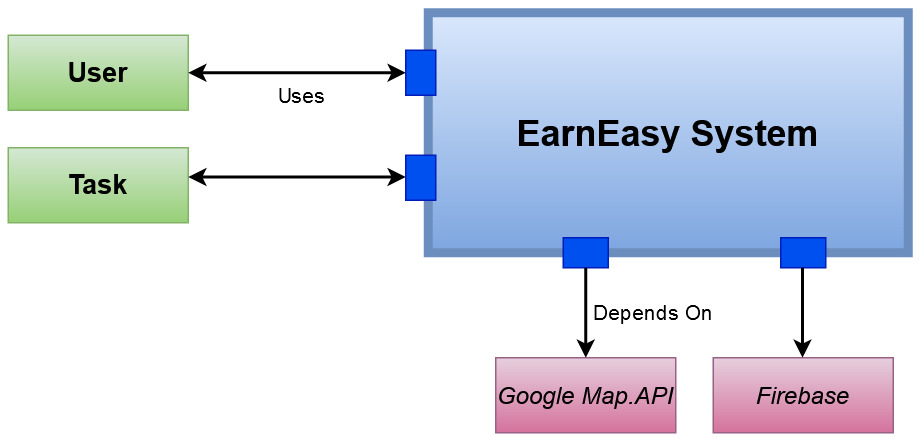 User
EarnEasy System
Uses
Task
Depends On
Google Map.API
Firebase